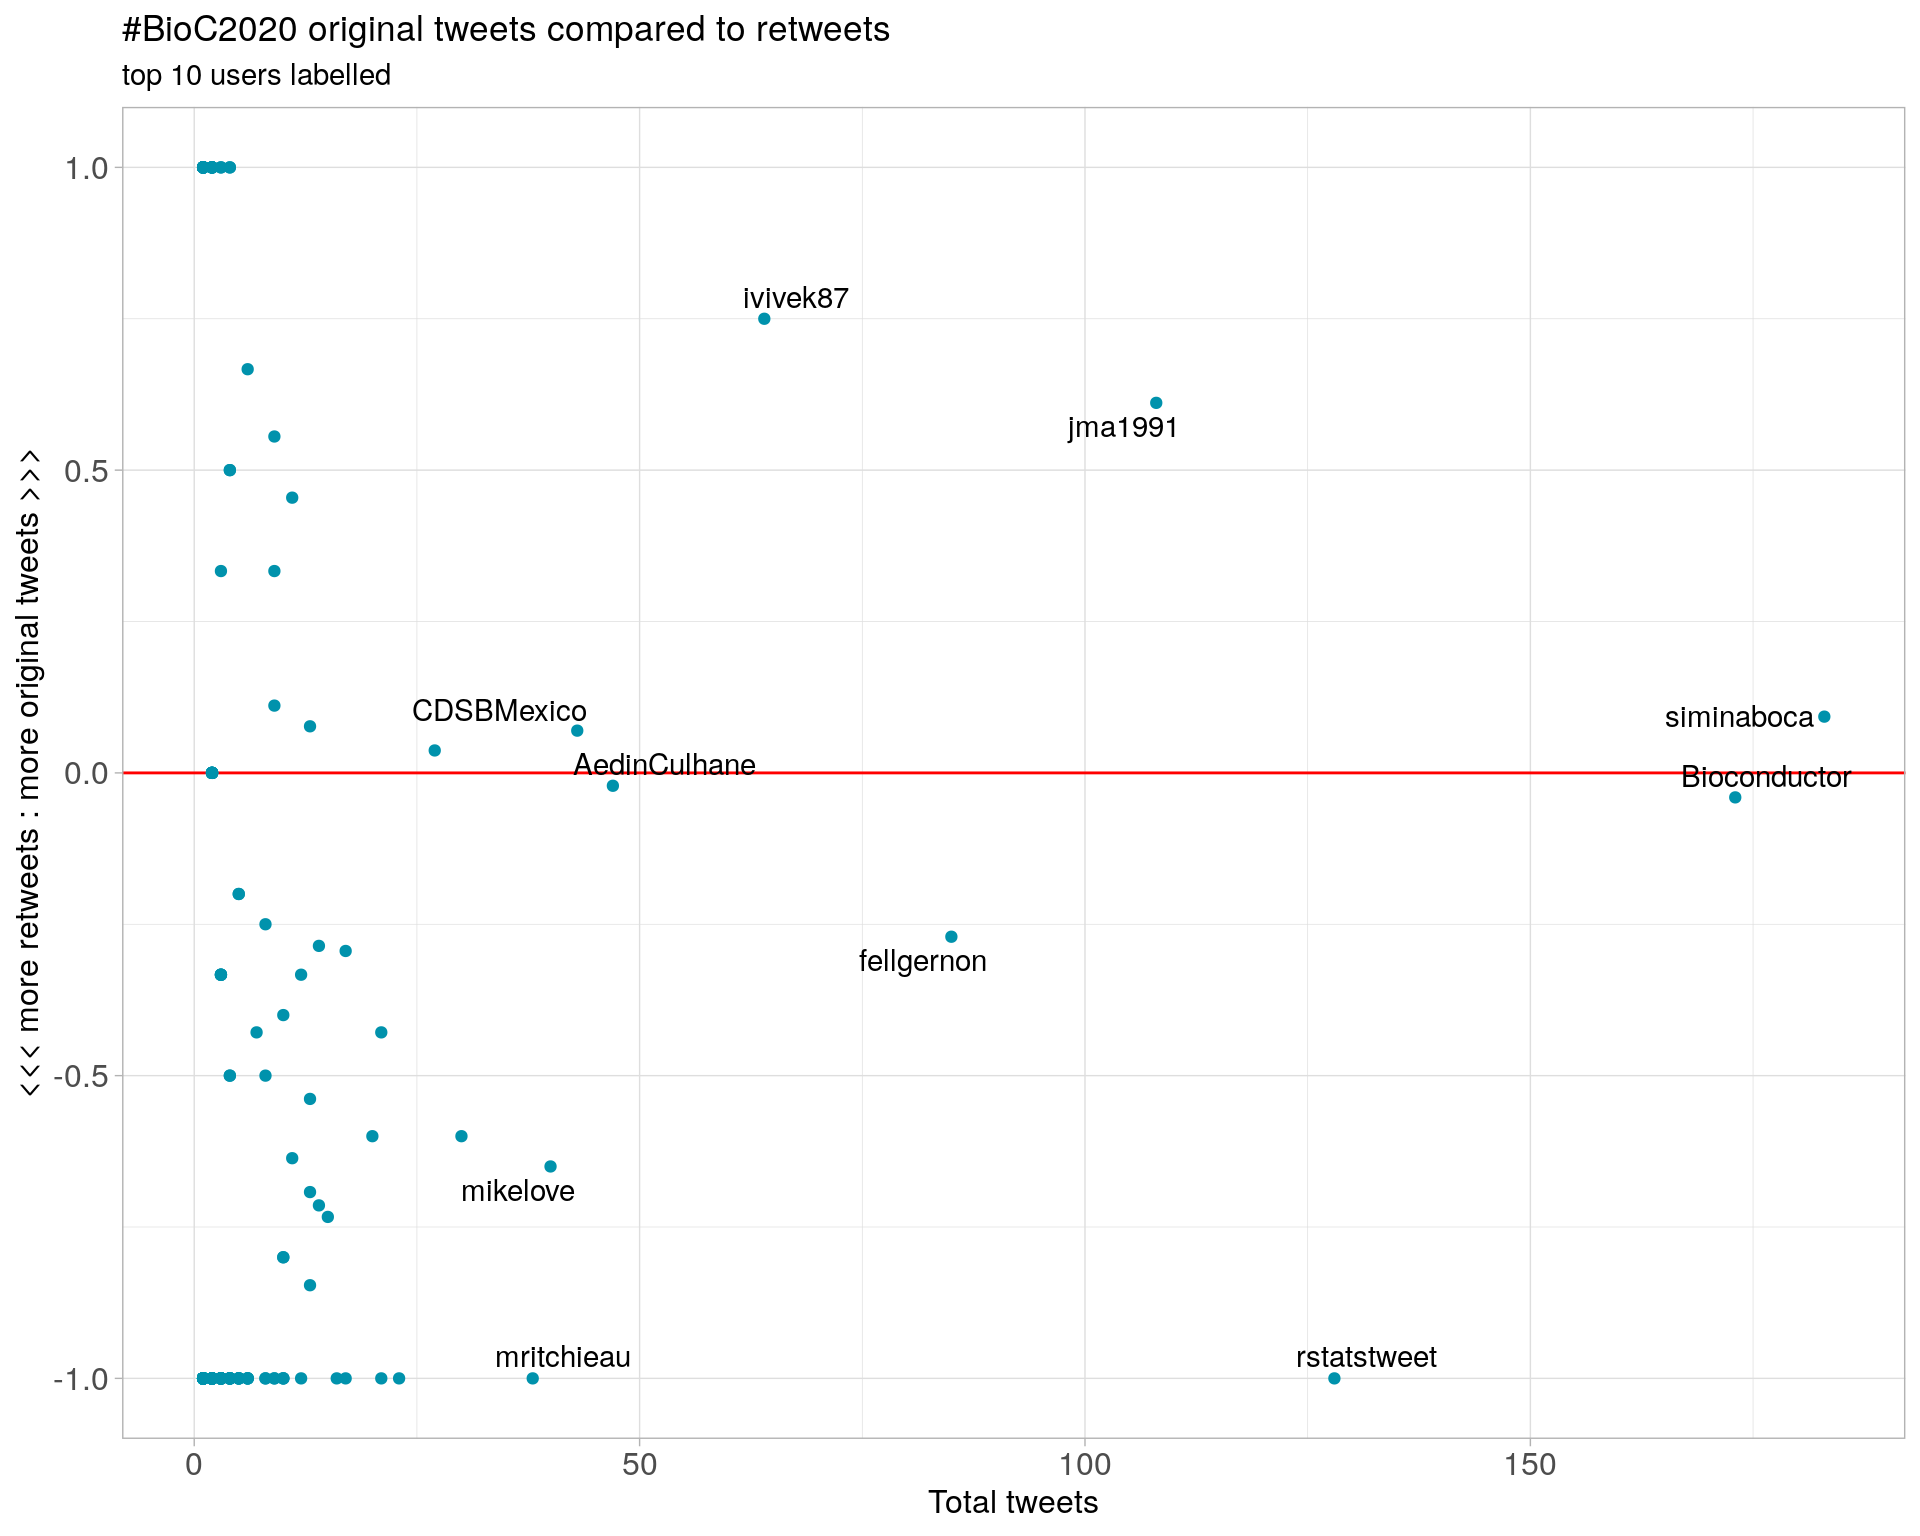 #BioC2020 original tweets compared to retweets
top 10 users labelled
<<< more retweets : more original tweets >>>
1.0
0.5
0.0
-0.5
-1.0
ivivek87
jma1991
CDSBMexico
siminaboca
AedinCulhane
Bioconductor
fellgernon
mikelove
mritchieau
rstatstweet
0
50
100
150
Total tweets